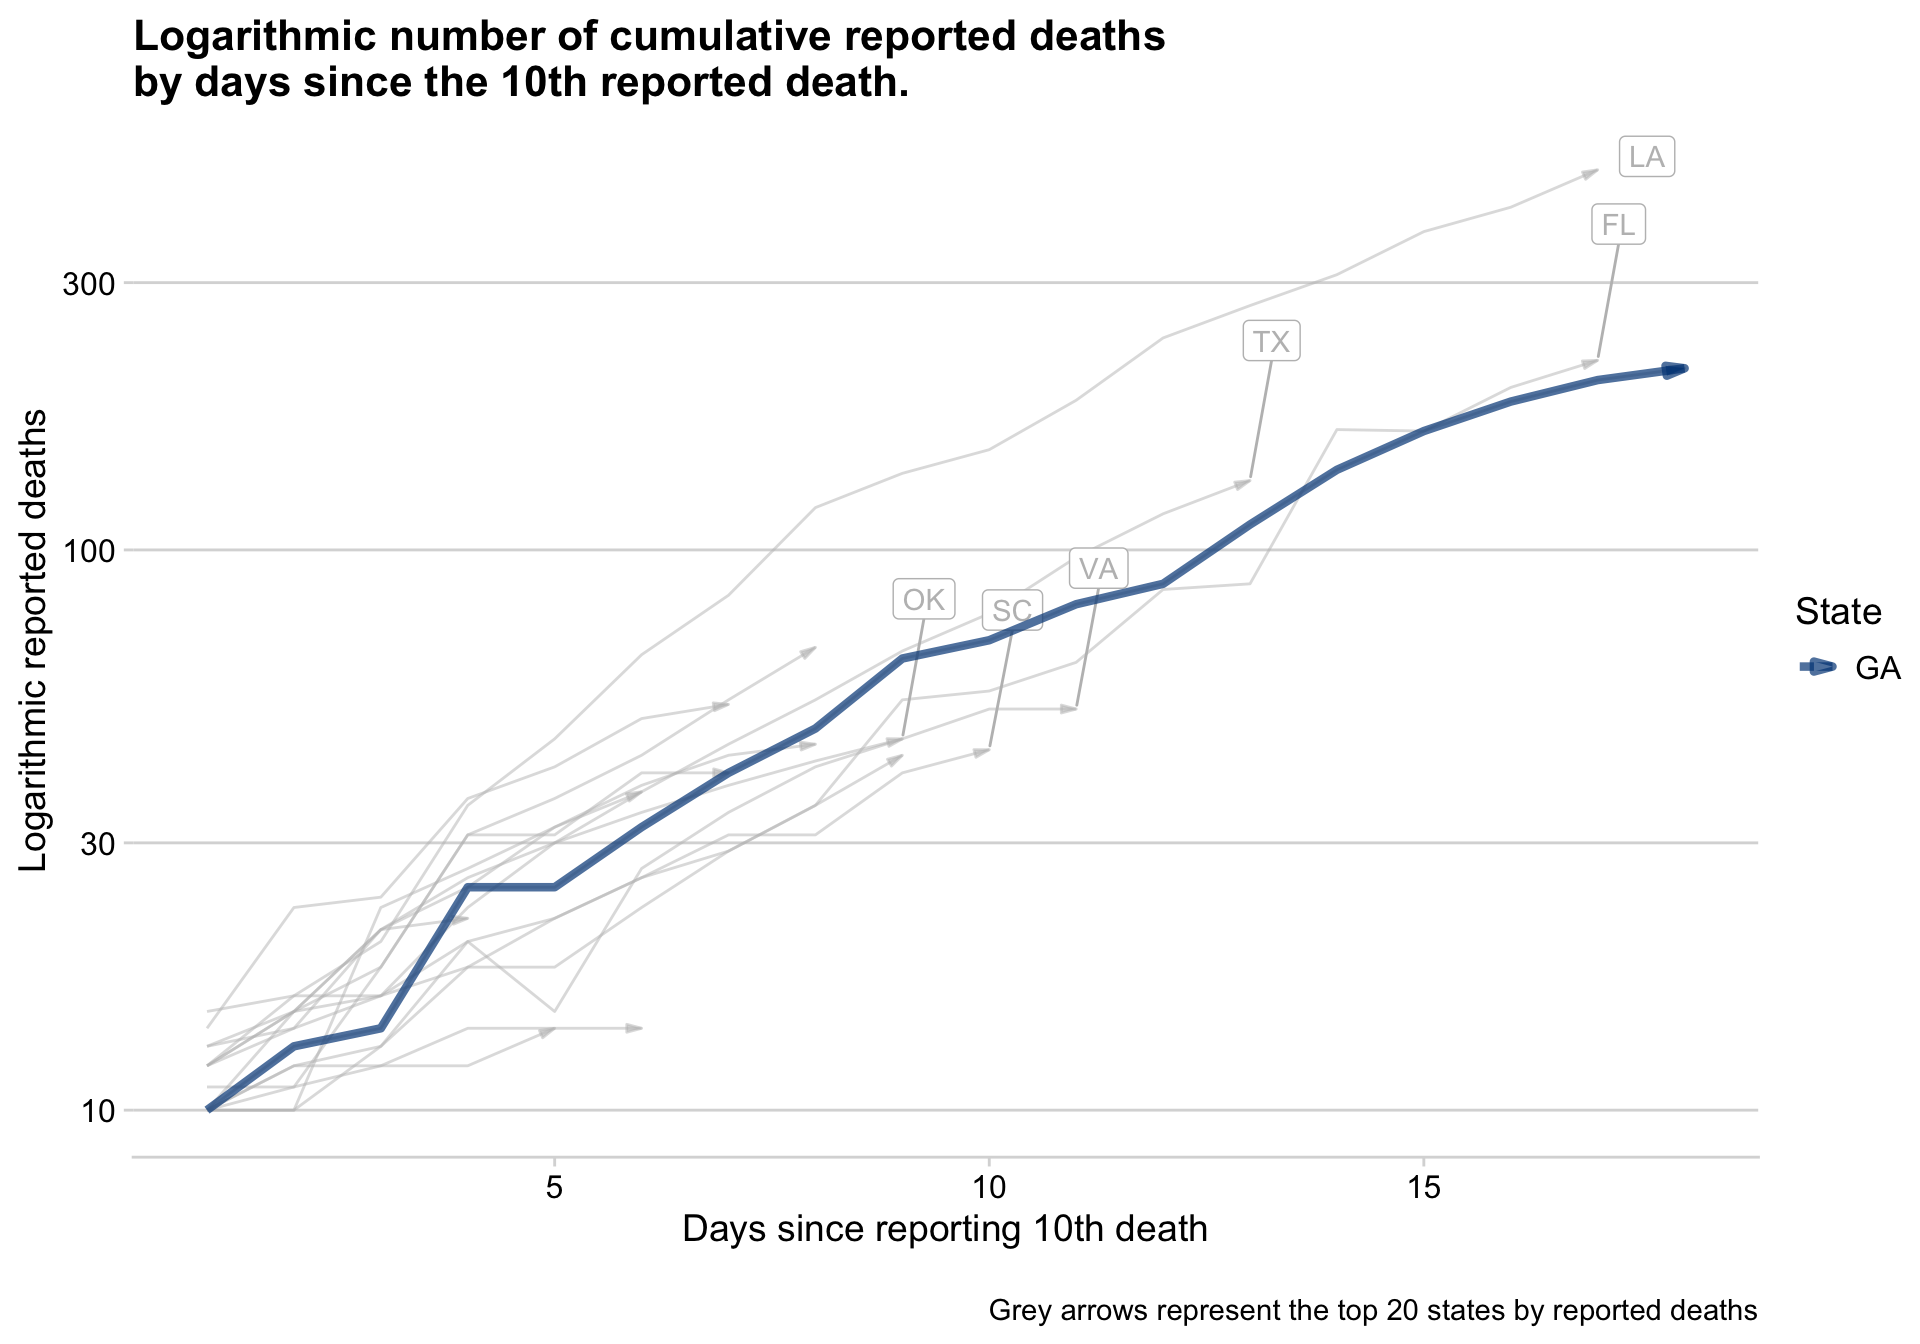 Logarithmic number of cumulative reported deaths
by days since the 10th reported death.
LA
FL
300
TX
100
VA
OK
SC
30
10
Logarithmic reported deaths
State
GA
5
10
15
Days since reporting 10th death
Grey arrows represent the top 20 states by reported deaths